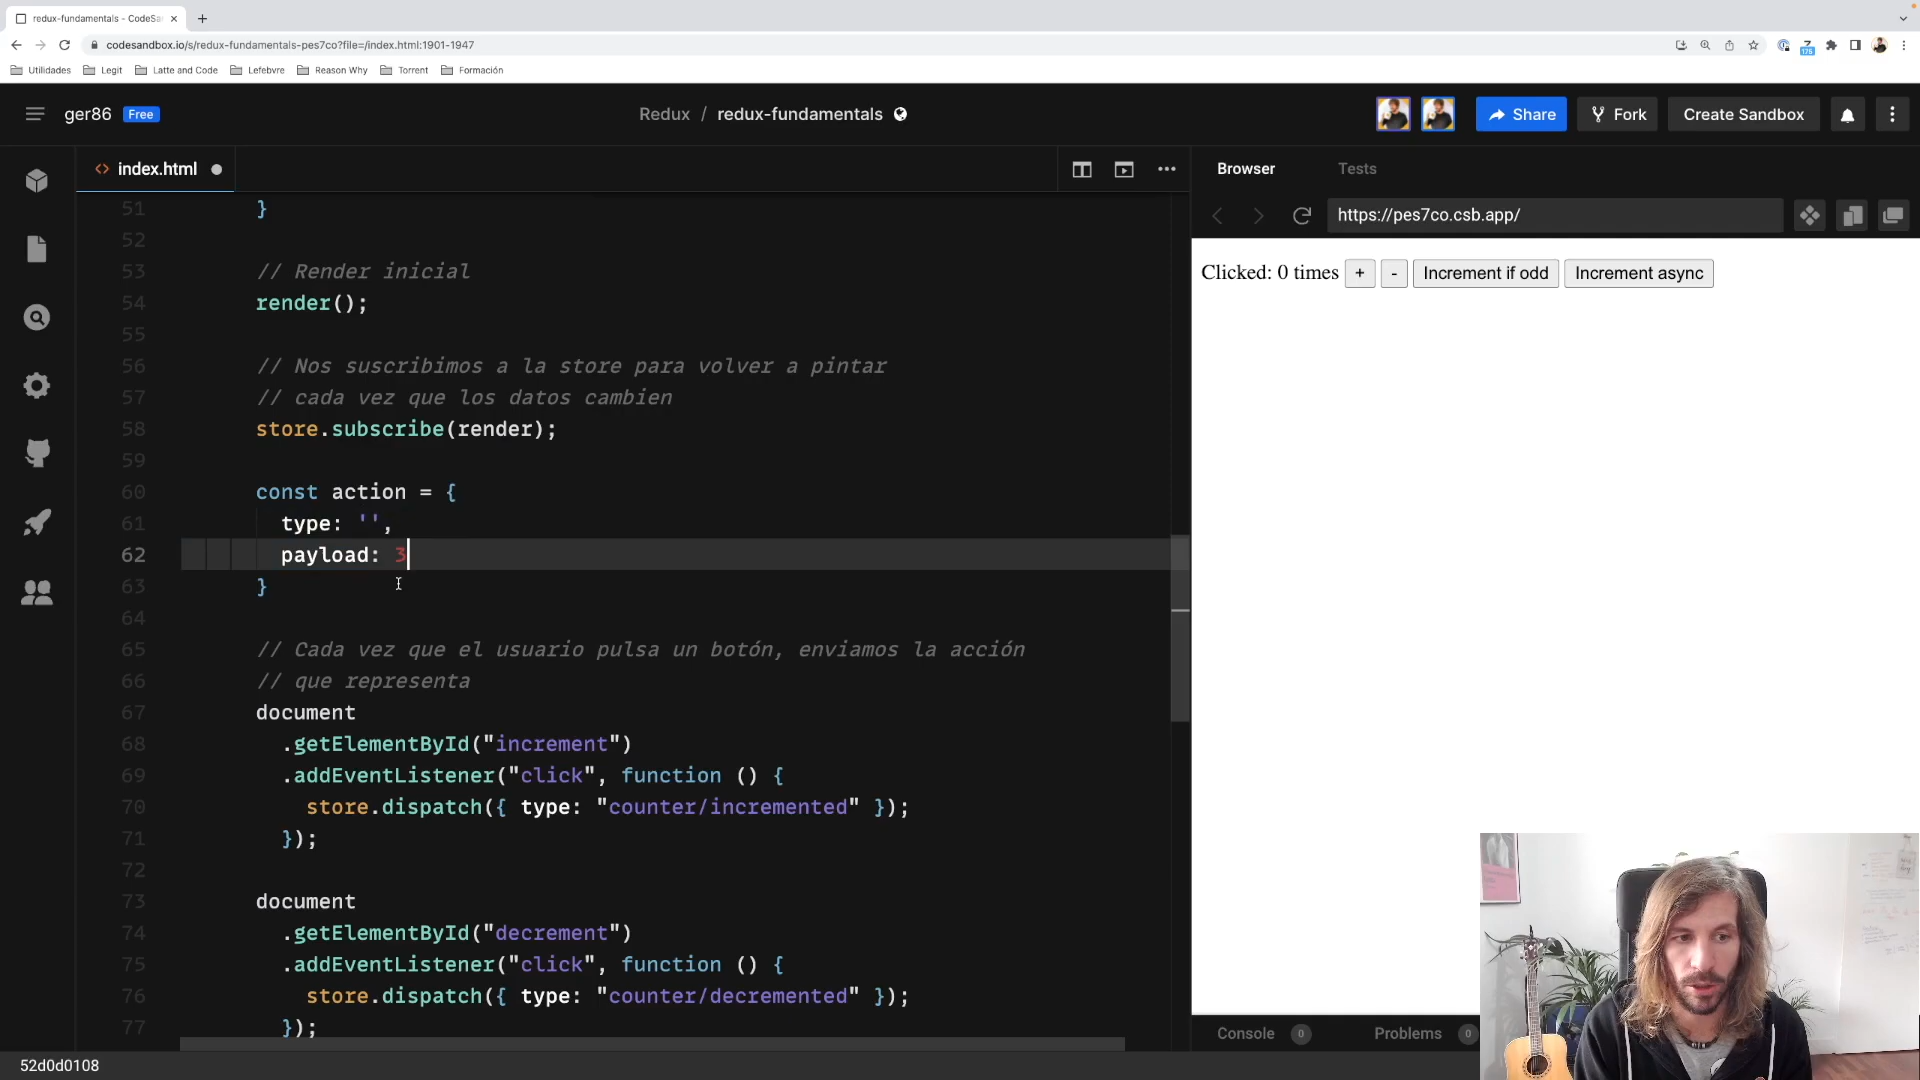 redux-fundamentals - CodeSa
codesandbox.io/s/redux-fundamentals-pes7co?file=/index.html:1901-1947
175
Utilidades
Legit
Latte and Code
Lefebvre
Reason Why
Torrent
Formación
ger86
Free
Redux / redux-fundamentals
Share
Fork
Create Sandbox
<> index.html
Browser
Tests
https://pes7co.csb.app/
51 }
52
53 // Render inicial
54 render();
55
56 // Nos suscribimos a la store para volver a pintar
57 // cada vez que los datos cambien
58 store.subscribe(render);
59
60 const action = {
61 type: '',
62 payload: 3
63 }
64
65 // Cada vez que el usuario pulsa un botón, enviamos la acción
66 // que representa
67 document
68 .getElementById("increment")
69 .addEventListener("click", function () {
70 store.dispatch({ type: "counter/incremented" });
71 });
72
73 document
74 .getElementById("decrement")
75 .addEventListener("click", function () {
76 store.dispatch({ type: "counter/decremented" });
77 });
Clicked: 0 times
+
-
Increment if odd
Increment async
Console 0
Problems 0
52d0d0108